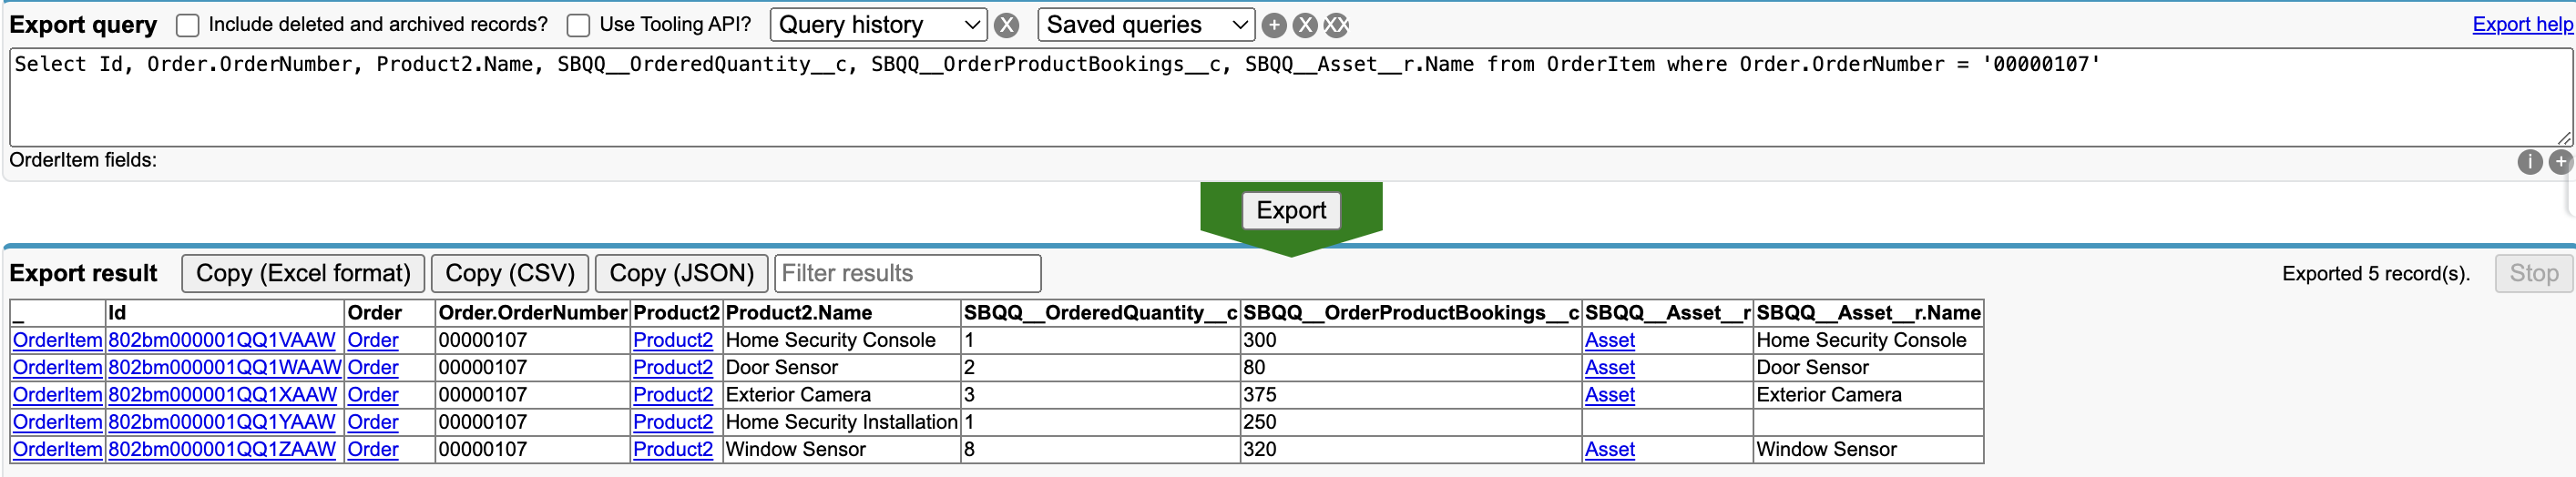 Export query Include deleted and archived records? Use Tooling API? Query history X Saved queries + X XX Export help
Select Id, Order.OrderNumber, Product2.Name, SBQQ__OrderedQuantity__c, SBQQ__OrderProductBookings__c, SBQQ__Asset__r.Name from OrderItem where Order.OrderNumber = '00000107'
OrderItem fields: i +
Export
Export result Copy (Excel format) Copy (CSV) Copy (JSON) Filter results Exported 5 record(s). Stop
_ Id Order Order.OrderNumber Product2 Product2.Name SBQQ__OrderedQuantity__c SBQQ__OrderProductBookings__c SBQQ__Asset__r SBQQ__Asset__r.Name
OrderItem 802bm000001QQ1VAAW Order 00000107 Product2 Home Security Console 1 300 Asset Home Security Console
OrderItem 802bm000001QQ1WAAW Order 00000107 Product2 Door Sensor 2 80 Asset Door Sensor
OrderItem 802bm000001QQ1XAAW Order 00000107 Product2 Exterior Camera 3 375 Asset Exterior Camera
OrderItem 802bm000001QQ1YAAW Order 00000107 Product2 Home Security Installation 1 250
OrderItem 802bm000001QQ1ZAAW Order 00000107 Product2 Window Sensor 8 320 Asset Window Sensor